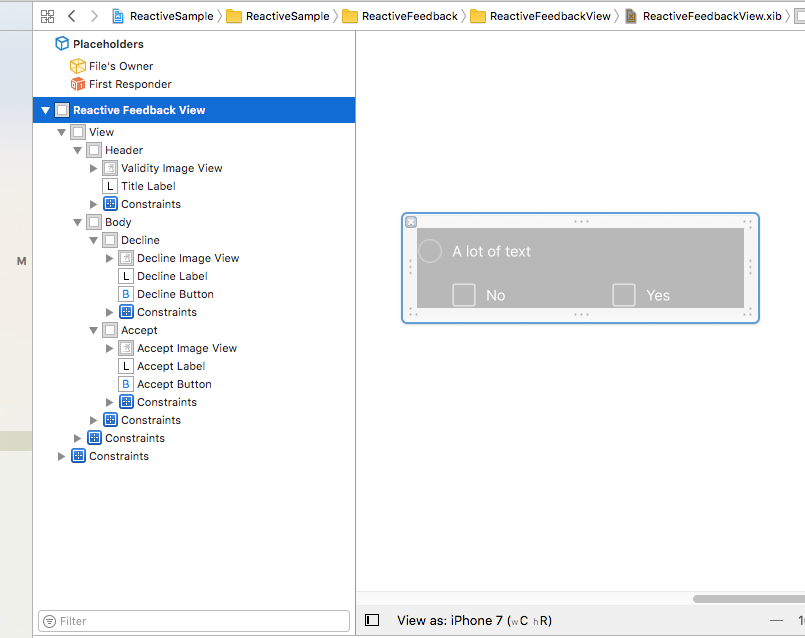 ReactiveSample ReactiveSample ReactiveFeedback ReactiveFeedbackView ReactiveFeedbackView.xib
Placeholders
File's Owner
First Responder
Reactive Feedback View
View
Header
Validity Image View
L Title Label
Constraints
Body
Decline
Decline Image View
L Decline Label
B Decline Button
Constraints
Accept
Accept Image View
L Accept Label
B Accept Button
Constraints
Constraints
Constraints
Constraints
M
A lot of text
No Yes
Filter
View as: iPhone 7 (wC hR)